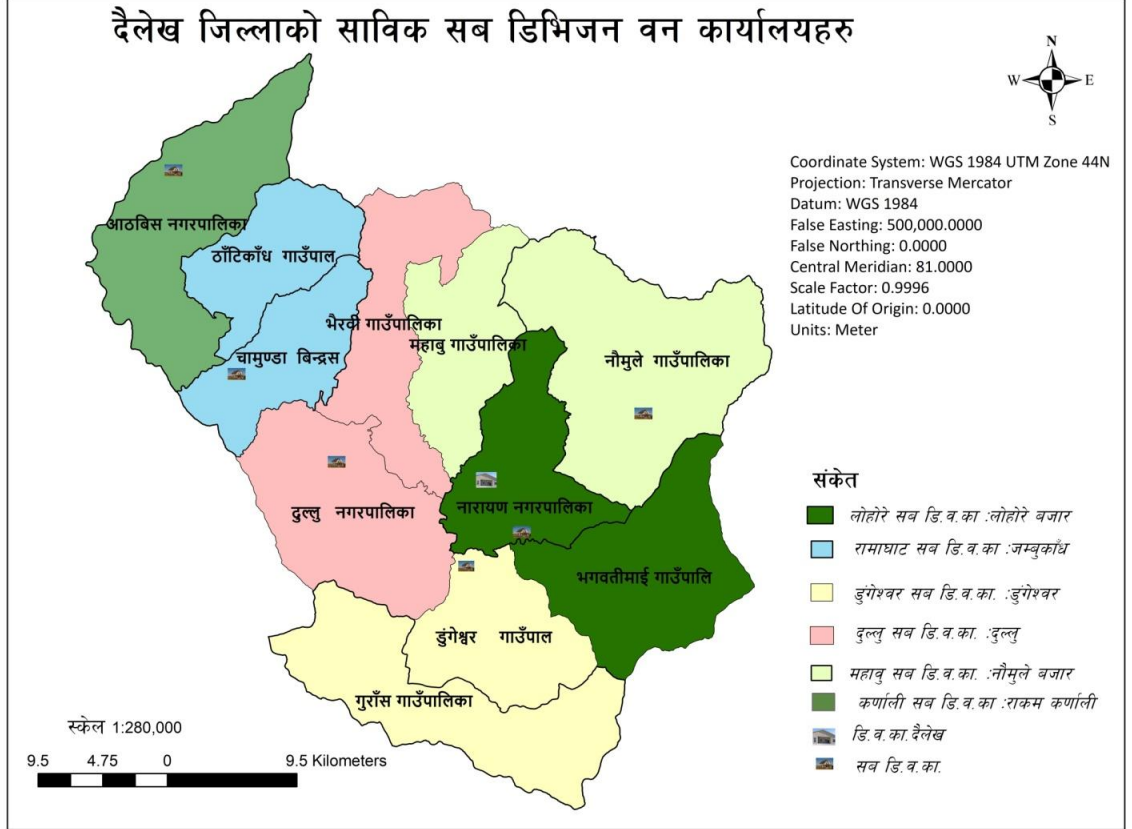 दैलेख जिल्लाको साविक सब डिभिजन वन कार्यालयहरु
N
W E
S
Coordinate System: WGS 1984 UTM Zone 44N
Projection: Transverse Mercator
Datum: WGS 1984
False Easting: 500,000.0000
False Northing: 0.0000
Central Meridian: 81.0000
Scale Factor: 0.9996
Latitude Of Origin: 0.0000
Units: Meter
आठबिस नगरपालिका
ठाँटिकाँध गाउँपाल
भैरवी गाउँपालिका
महाबु गाउँपालिका
चामुण्डा बिन्द्रस
नौमुले गाउँपालिका
दुल्लु नगरपालिका
नारायण नगरपालिका
भगवतीमाई गाउँपालि
डुंगेश्वर गाउँपाल
गुराँस गाउँपालिका
संकेत
लोहोरे सब डि.व.का :लोहोरे बजार
रामाघाट सब डि.व.का :जम्बुकाँध
डुंगेश्वर सब डि.व.का. :डुंगेश्वर
दुल्लु सब डि.व.का. :दुल्लु
महाबु सब डि.व.का. :नौमुले बजार
कर्णाली सब डि.व.का :राकम कर्णाली
डि.व.का.दैलेख
सब डि.व.का.
स्केल 1:280,000
9.5 4.75 0 9.5 Kilometers